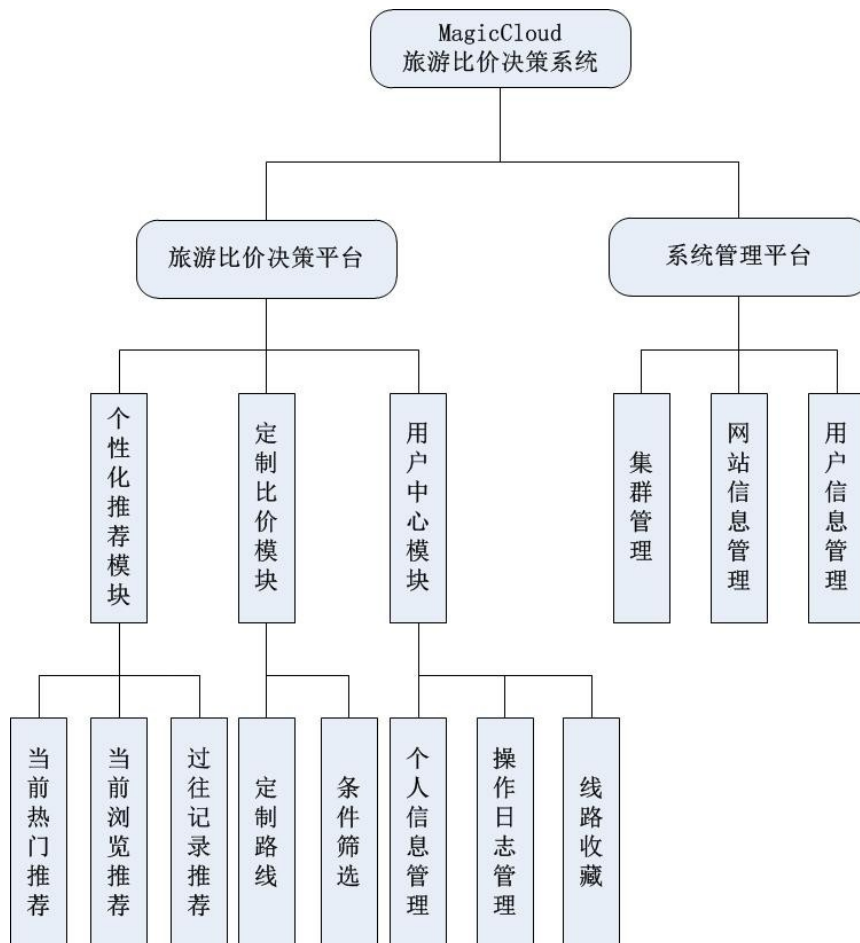 MagicCloud
旅游比价决策系统
旅游比价决策平台
系统管理平台
个性化推荐模块
定制比价模块
用户中心模块
集群管理
网站信息管理
用户信息管理
当前热门推荐
当前浏览推荐
过往记录推荐
定制路线
条件筛选
个人信息管理
操作日志管理
线路收藏